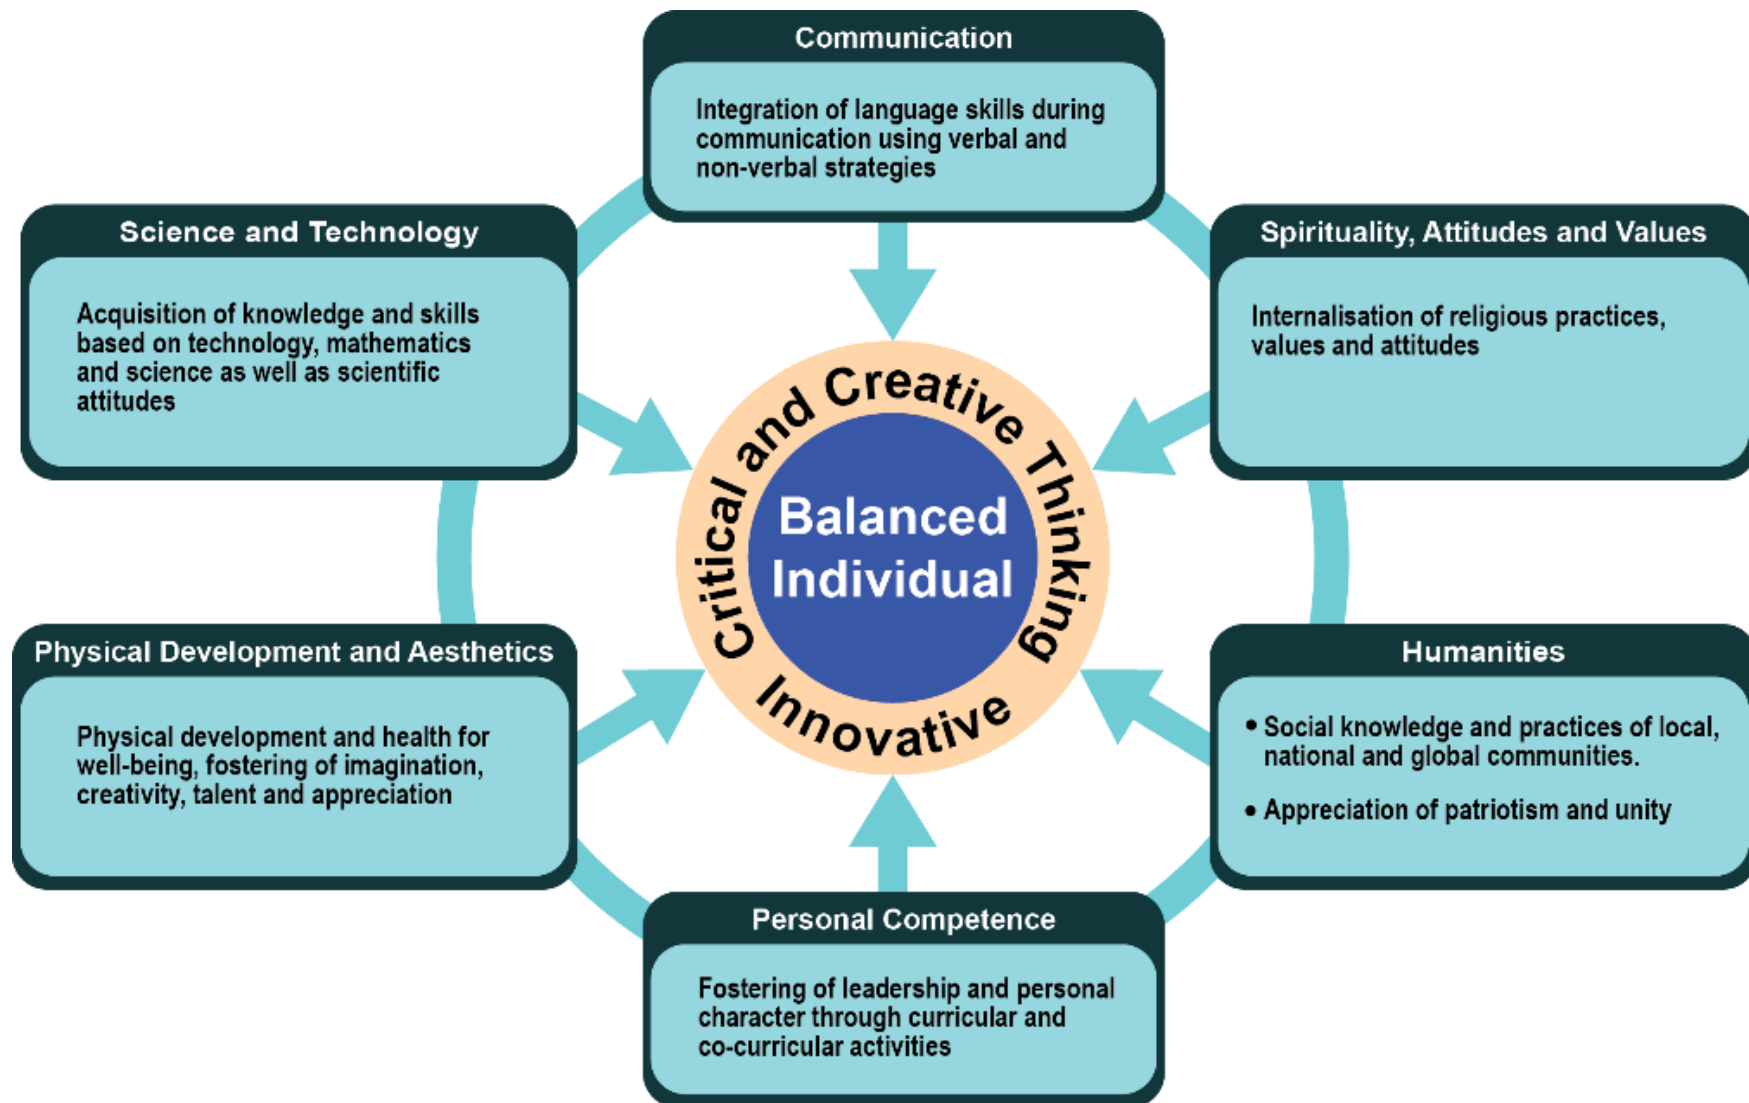 Communication
Integration of language skills during
communication using verbal and
non-verbal strategies
Science and Technology
Acquisition of knowledge and skills
based on technology, mathematics
and science as well as scientific
attitudes
Spirituality, Attitudes and Values
Internalisation of religious practices,
values and attitudes
Critical and Creative Thinking
Innovative
Balanced
Individual
Physical Development and Aesthetics
Physical development and health for
well-being, fostering of imagination,
creativity, talent and appreciation
Humanities
• Social knowledge and practices of local,
national and global communities.
• Appreciation of patriotism and unity
Personal Competence
Fostering of leadership and personal
character through curricular and
co-curricular activities